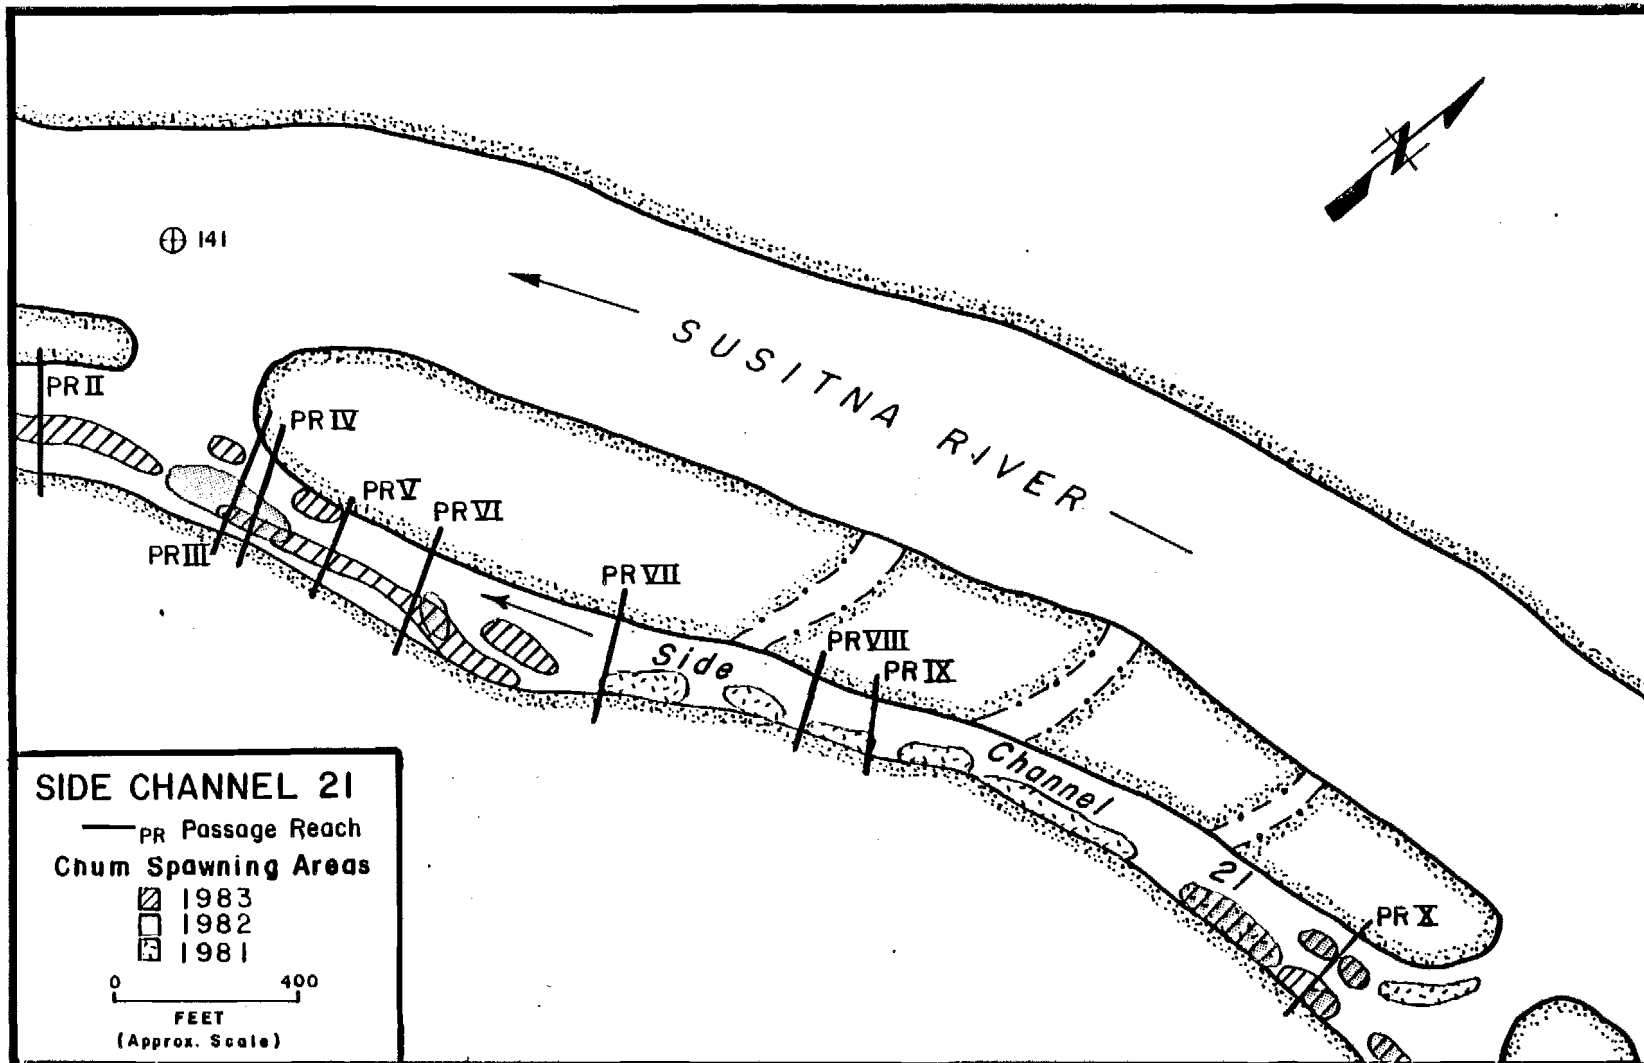 141
SUSITNA RIVER
PR II
PR IV
PR V
PR VI
PR III
PR VII
PR VIII
PR IX
Side
Channel
21
PR X
SIDE CHANNEL 21
PR Passage Reach
Chum Spawning Areas
1983
1982
1981
0 400
FEET
(Approx. Scale)